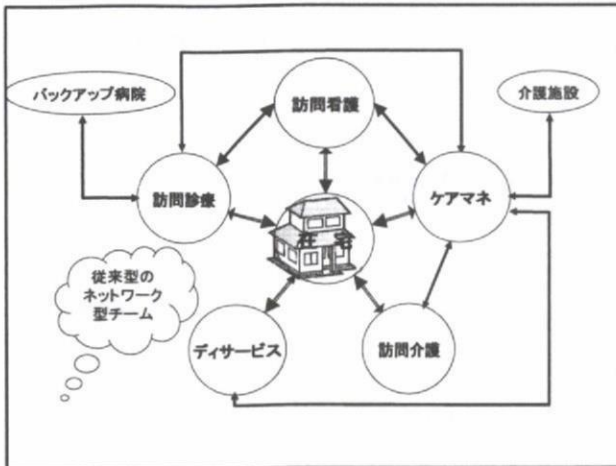 訪問看護
バックアップ病院
介護施設
訪問診療
ケアマネ
在宅
従来型の
ネットワーク
型チーム
ディサービス
訪問介護